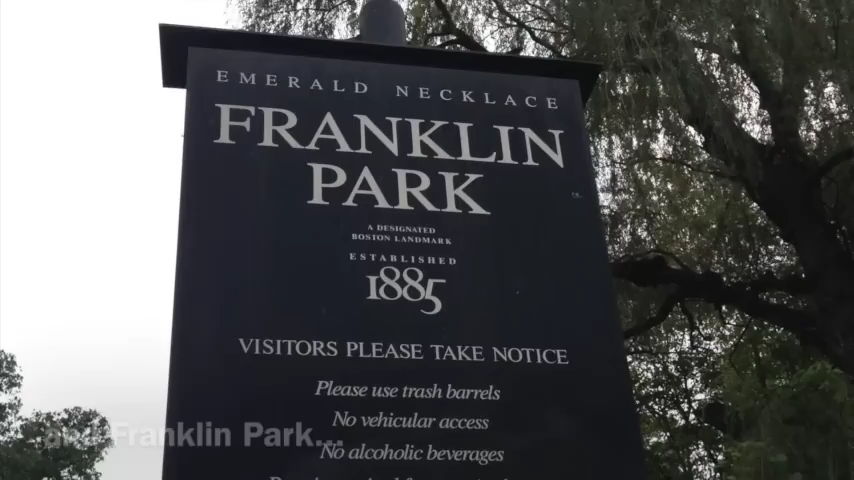 EMERALD NECKLACE
FRANKLIN
PARK
A DESIGNATED
BOSTON LANDMARK
ESTABLISHED
1885
VISITORS PLEASE TAKE NOTICE
Please use trash barrels
No vehicular access
and Franklin Park...
No alcoholic beverages